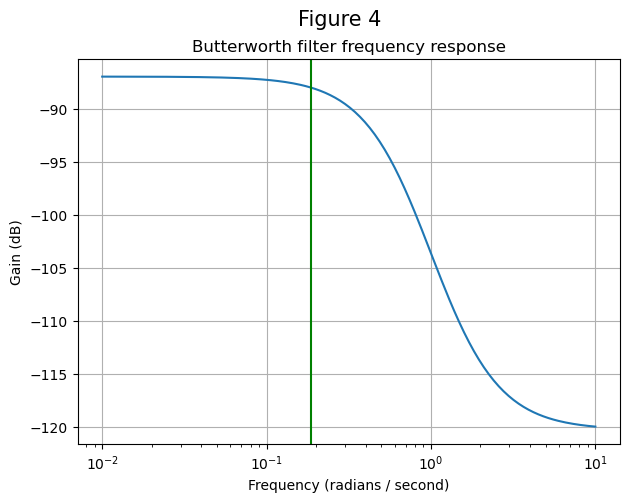 Figure 4
Butterworth filter frequency response
Gain (dB)
−90
−95
−100
−105
−110
−115
−120
10⁻²
10⁻¹
10⁰
10¹
Frequency (radians / second)